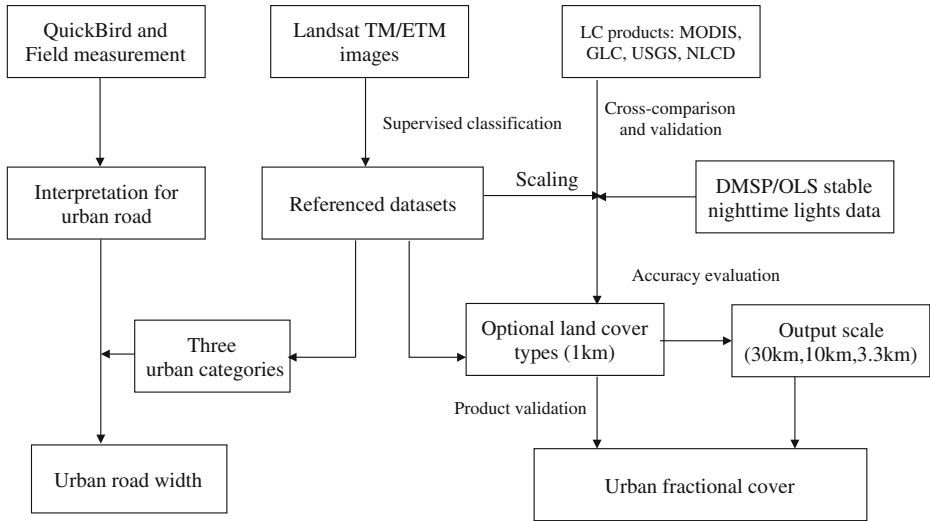 QuickBird and
Field measurement
Landsat TM/ETM
images
LC products: MODIS,
GLC, USGS, NLCD
Supervised classification
Cross-comparison
and validation
Interpretation for
urban road
Referenced datasets
Scaling
DMSP/OLS stable
nighttime lights data
Accuracy evaluation
Three
urban categories
Optional land cover
types (1km)
Output scale
(30km,10km,3.3km)
Product validation
Urban road width
Urban fractional cover